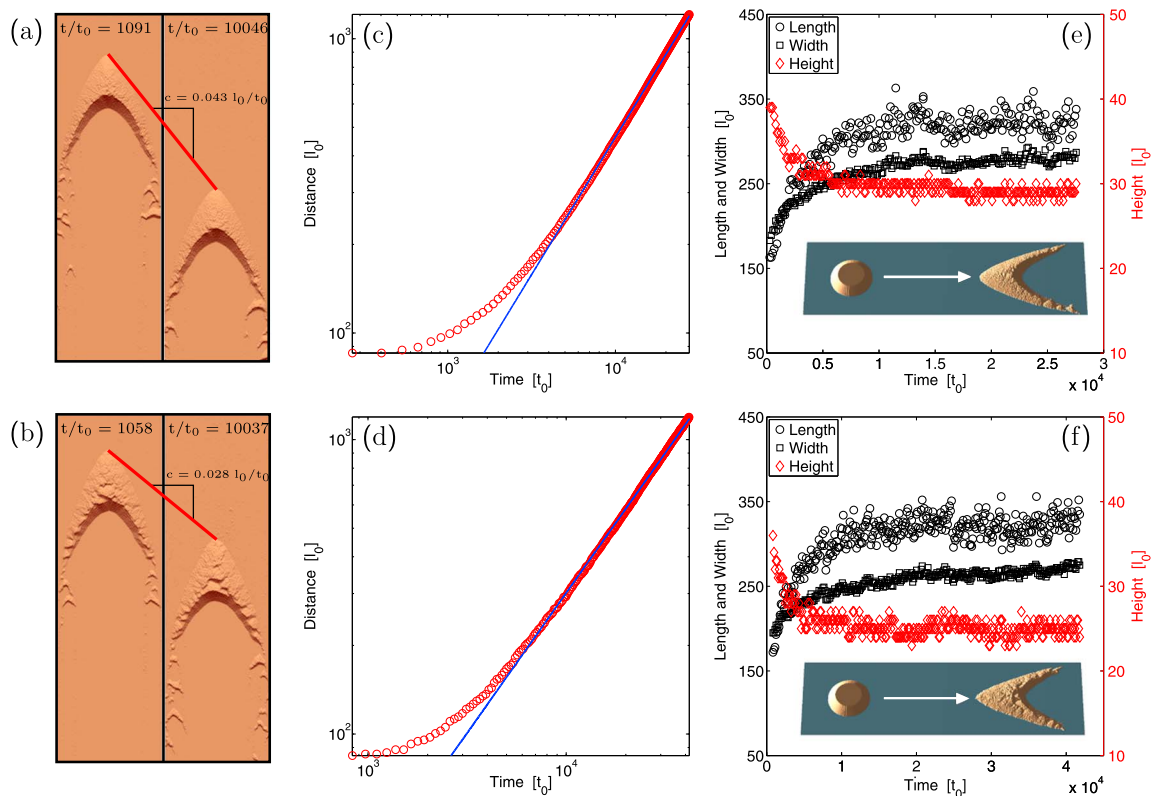 (a)
t/t0 = 1091
t/t0 = 10046
c = 0.043 l0/t0
(c)
10^3
10^2
Distance [l0]
10^3
10^4
Time [t0]
(e)
Length
Width
Height
450
350
250
150
50
Length and Width [l0]
50
40
30
20
10
Height [l0]
0
0.5
1
1.5
2
2.5
3
x 10^4
Time [t0]
(b)
t/t0 = 1058
t/t0 = 10037
c = 0.028 l0/t0
(d)
10^3
10^2
Distance [l0]
10^3
10^4
Time [t0]
(f)
Length
Width
Height
450
350
250
150
50
Length and Width [l0]
50
40
30
20
10
Height [l0]
0
1
2
3
4
x 10^4
Time [t0]